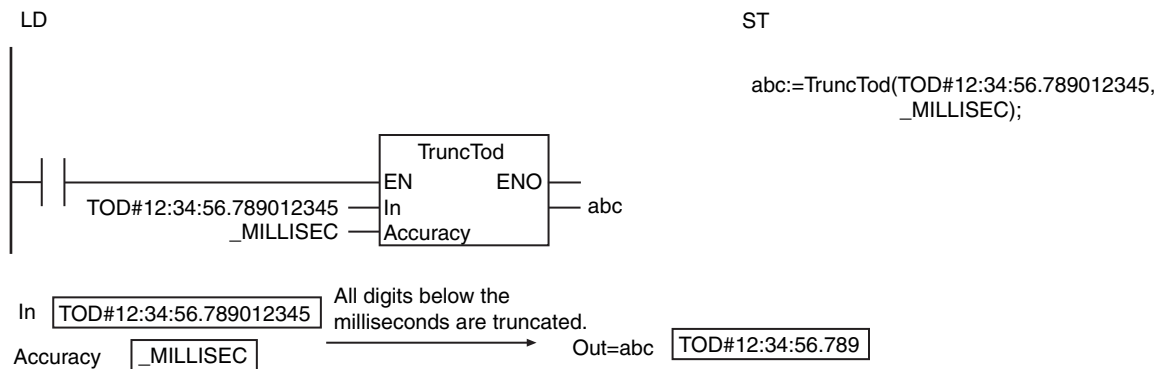 LD
ST
abc:=TruncTod(TOD#12:34:56.789012345,
_MILLISEC);
TruncTod
EN ENO
TOD#12:34:56.789012345 In abc
_MILLISEC Accuracy
In TOD#12:34:56.789012345 All digits below the
milliseconds are truncated.
Accuracy _MILLISEC Out=abc TOD#12:34:56.789